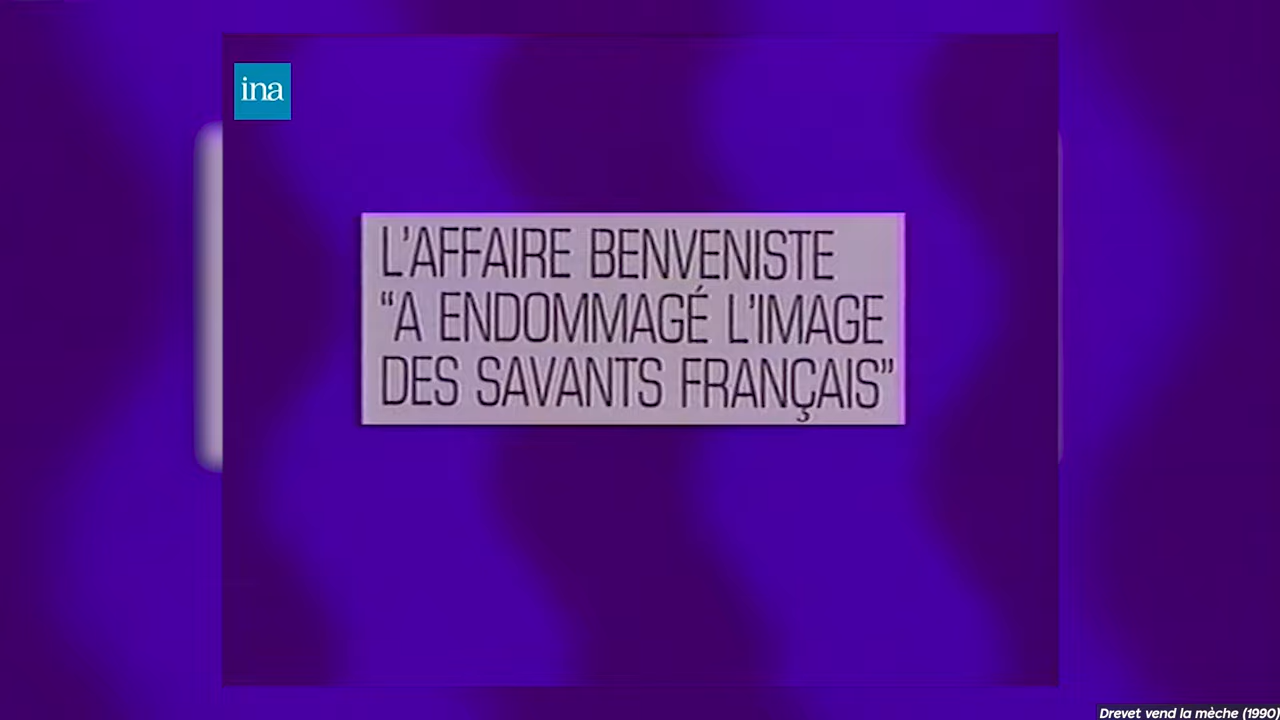 ina
L'AFFAIRE BENVENISTE
“A ENDOMMAGÉ L'IMAGE
DES SAVANTS FRANÇAIS”
Drevet vend la mèche (1990)